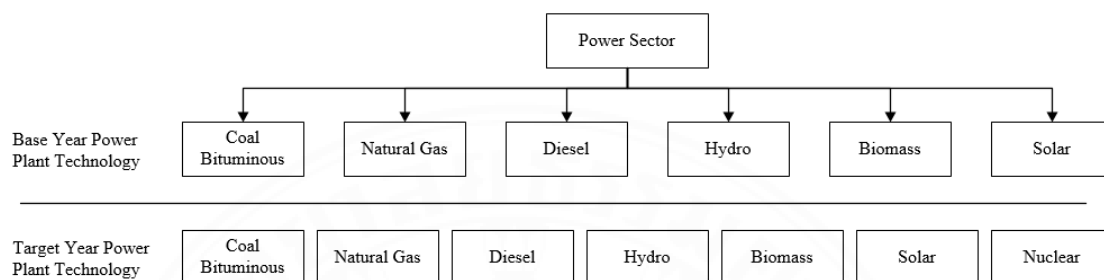 Power Sector
Base Year Power
Plant Technology
Coal
Bituminous
Natural Gas
Diesel
Hydro
Biomass
Solar
Target Year Power
Plant Technology
Coal
Bituminous
Natural Gas
Diesel
Hydro
Biomass
Solar
Nuclear